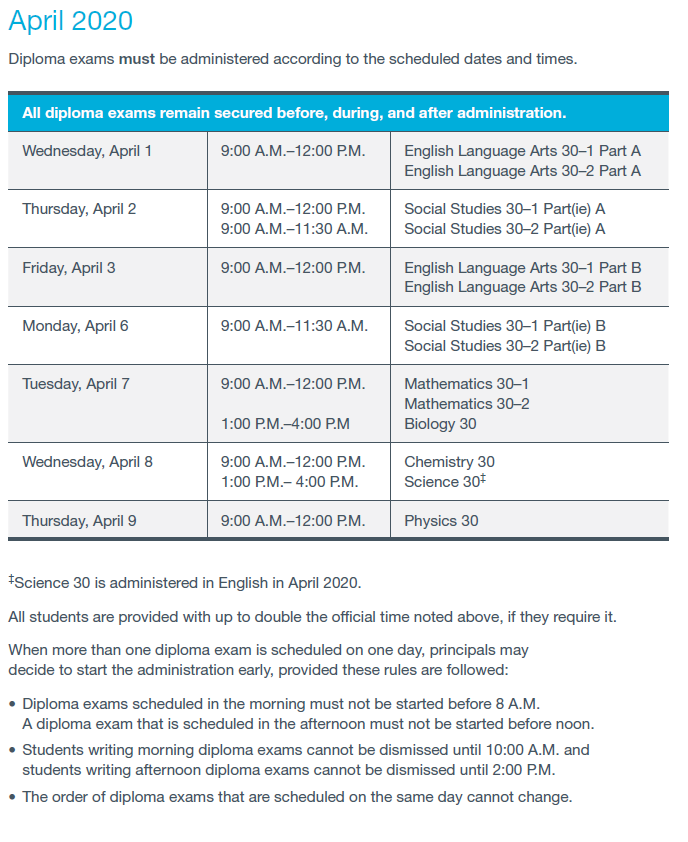 April 2020
Diploma exams must be administered according to the scheduled dates and times.
All diploma exams remain secured before, during, and after administration.
Wednesday, April 1 9:00 A.M.–12:00 P.M. English Language Arts 30–1 Part A
English Language Arts 30–2 Part A
Thursday, April 2 9:00 A.M.–12:00 P.M. Social Studies 30–1 Part(ie) A
9:00 A.M.–11:30 A.M. Social Studies 30–2 Part(ie) A
Friday, April 3 9:00 A.M.–12:00 P.M. English Language Arts 30–1 Part B
English Language Arts 30–2 Part B
Monday, April 6 9:00 A.M.–11:30 A.M. Social Studies 30–1 Part(ie) B
Social Studies 30–2 Part(ie) B
Tuesday, April 7 9:00 A.M.–12:00 P.M. Mathematics 30–1
Mathematics 30–2
1:00 P.M.–4:00 P.M Biology 30
Wednesday, April 8 9:00 A.M.–12:00 P.M. Chemistry 30
1:00 P.M.– 4:00 P.M. Science 30‡
Thursday, April 9 9:00 A.M.–12:00 P.M. Physics 30
‡Science 30 is administered in English in April 2020.
All students are provided with up to double the official time noted above, if they require it.
When more than one diploma exam is scheduled on one day, principals may
decide to start the administration early, provided these rules are followed:
• Diploma exams scheduled in the morning must not be started before 8 A.M.
A diploma exam that is scheduled in the afternoon must not be started before noon.
• Students writing morning diploma exams cannot be dismissed until 10:00 A.M. and
students writing afternoon diploma exams cannot be dismissed until 2:00 P.M.
• The order of diploma exams that are scheduled on the same day cannot change.